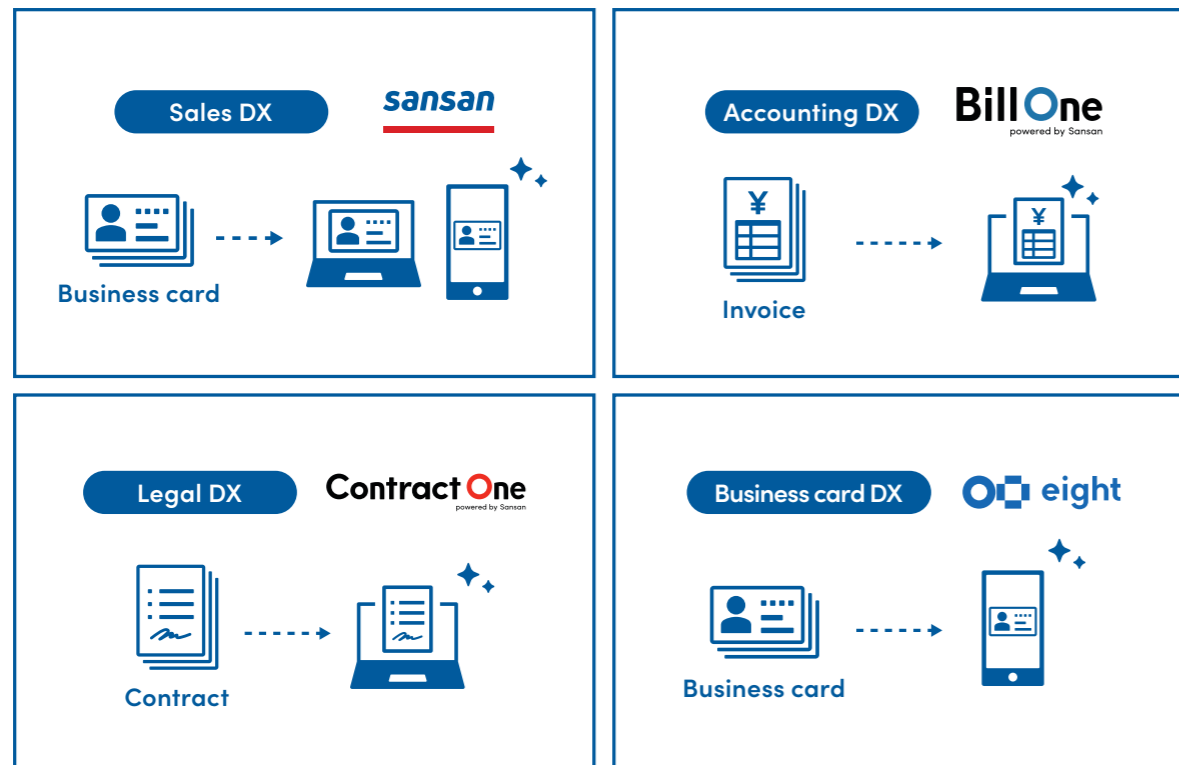 Sales DX
sansan
Business card
Accounting DX
Bill One
powered by Sansan
¥
¥
Invoice
Legal DX
Contract One
powered by Sansan
Contract
Business card DX
eight
Business card